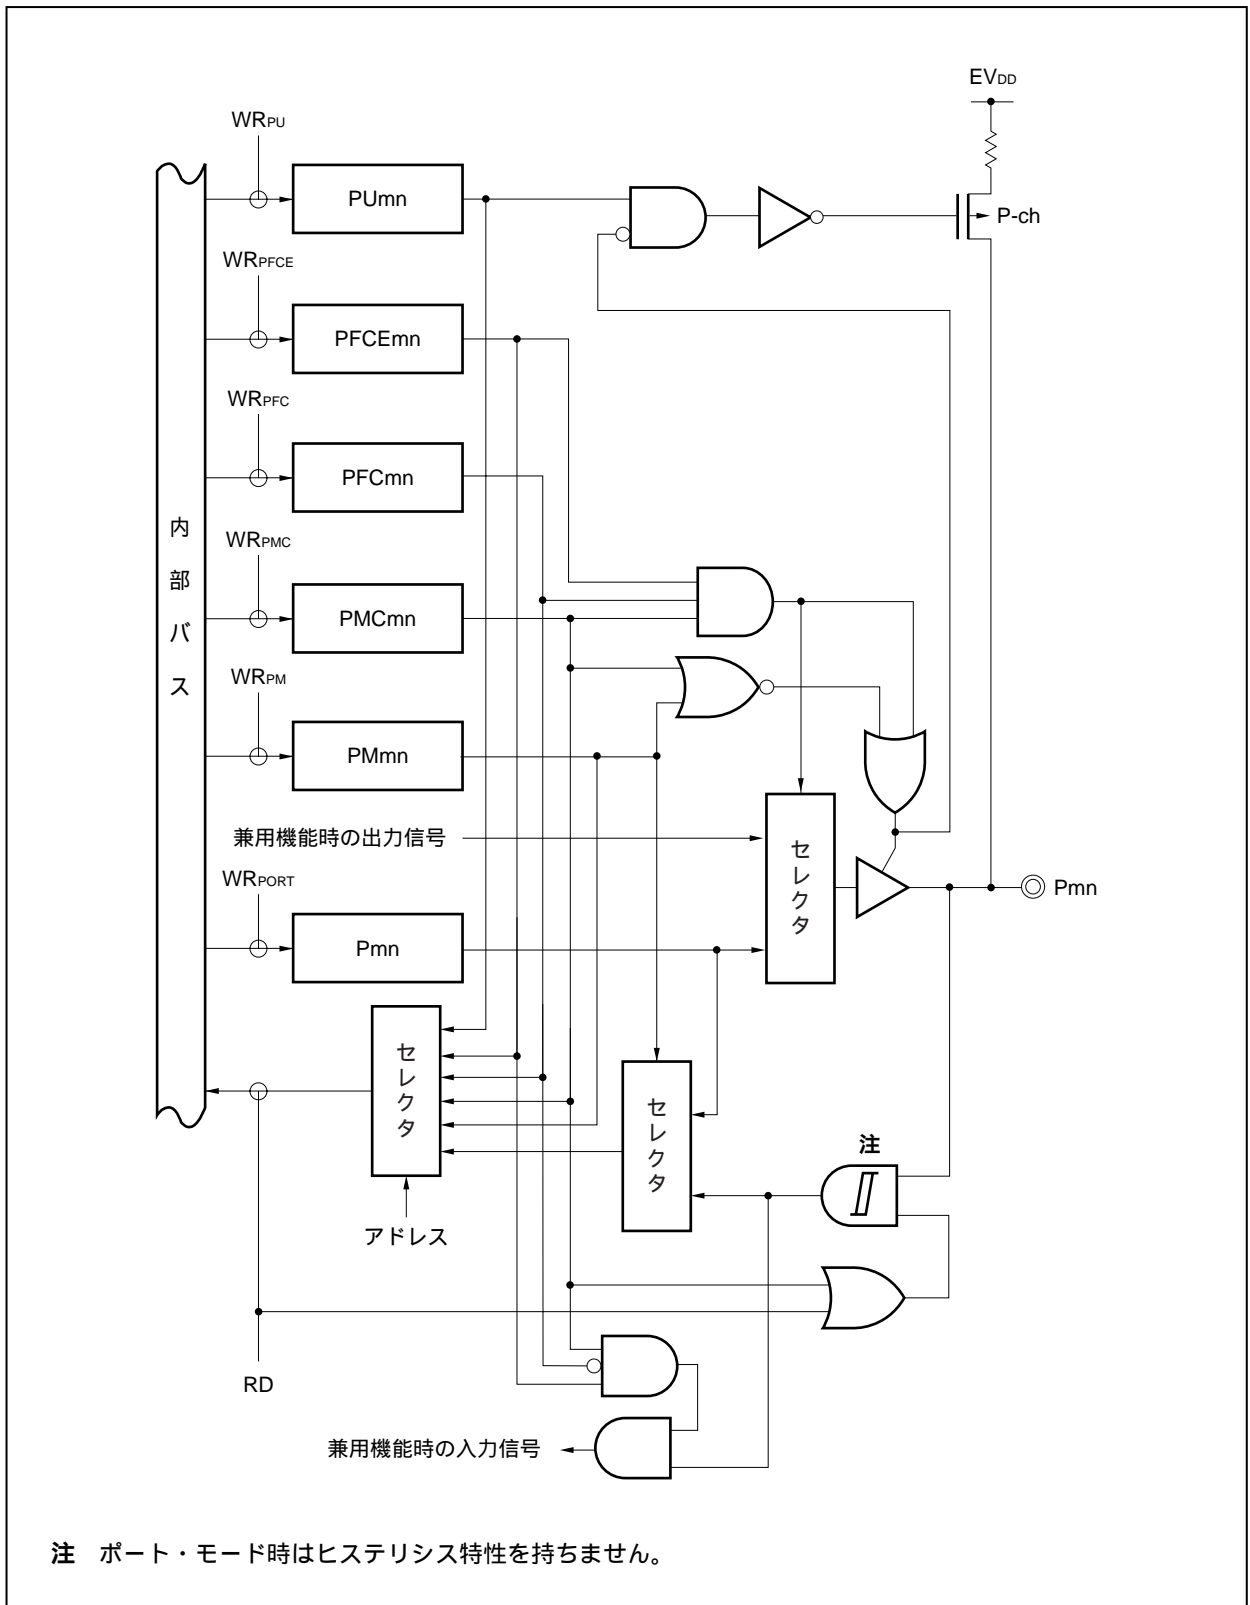 EVDD
WRPU
PUmn
P-ch
WRPFCE
PFCEmn
WRPFC
PFCmn
内部バス
WRPMC
PMCmn
WRPM
PMmn
兼用機能時の出力信号
セレクタ
WRPORT
Pmn
Pmn
セレクタ
セレクタ
注
アドレス
RD
兼用機能時の入力信号
注 ポート・モード時はヒステリシス特性を持ちません。